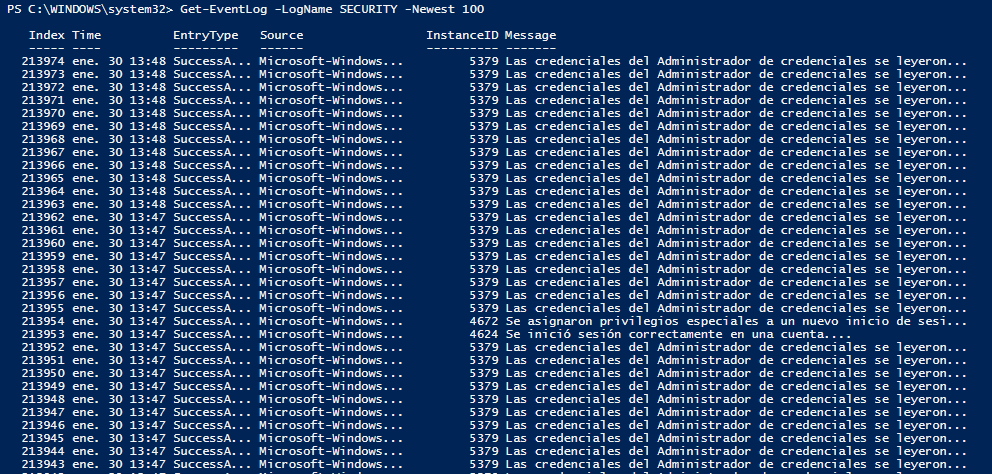 PS C:\WINDOWS\system32> Get-EventLog -LogName SECURITY -Newest 100
Index Time EntryType Source InstanceID Message
----- ---- --------- ------ ---------- -------
213974 ene. 30 13:48 SuccessA... Microsoft-Windows... 5379 Las credenciales del Administrador de credenciales se leyeron...
213973 ene. 30 13:48 SuccessA... Microsoft-Windows... 5379 Las credenciales del Administrador de credenciales se leyeron...
213972 ene. 30 13:48 SuccessA... Microsoft-Windows... 5379 Las credenciales del Administrador de credenciales se leyeron...
213971 ene. 30 13:48 SuccessA... Microsoft-Windows... 5379 Las credenciales del Administrador de credenciales se leyeron...
213970 ene. 30 13:48 SuccessA... Microsoft-Windows... 5379 Las credenciales del Administrador de credenciales se leyeron...
213969 ene. 30 13:48 SuccessA... Microsoft-Windows... 5379 Las credenciales del Administrador de credenciales se leyeron...
213968 ene. 30 13:48 SuccessA... Microsoft-Windows... 5379 Las credenciales del Administrador de credenciales se leyeron...
213967 ene. 30 13:48 SuccessA... Microsoft-Windows... 5379 Las credenciales del Administrador de credenciales se leyeron...
213966 ene. 30 13:48 SuccessA... Microsoft-Windows... 5379 Las credenciales del Administrador de credenciales se leyeron...
213965 ene. 30 13:48 SuccessA... Microsoft-Windows... 5379 Las credenciales del Administrador de credenciales se leyeron...
213964 ene. 30 13:48 SuccessA... Microsoft-Windows... 5379 Las credenciales del Administrador de credenciales se leyeron...
213963 ene. 30 13:48 SuccessA... Microsoft-Windows... 5379 Las credenciales del Administrador de credenciales se leyeron...
213962 ene. 30 13:47 SuccessA... Microsoft-Windows... 5379 Las credenciales del Administrador de credenciales se leyeron...
213961 ene. 30 13:47 SuccessA... Microsoft-Windows... 5379 Las credenciales del Administrador de credenciales se leyeron...
213960 ene. 30 13:47 SuccessA... Microsoft-Windows... 5379 Las credenciales del Administrador de credenciales se leyeron...
213959 ene. 30 13:47 SuccessA... Microsoft-Windows... 5379 Las credenciales del Administrador de credenciales se leyeron...
213958 ene. 30 13:47 SuccessA... Microsoft-Windows... 5379 Las credenciales del Administrador de credenciales se leyeron...
213957 ene. 30 13:47 SuccessA... Microsoft-Windows... 5379 Las credenciales del Administrador de credenciales se leyeron...
213956 ene. 30 13:47 SuccessA... Microsoft-Windows... 5379 Las credenciales del Administrador de credenciales se leyeron...
213955 ene. 30 13:47 SuccessA... Microsoft-Windows... 5379 Las credenciales del Administrador de credenciales se leyeron...
213954 ene. 30 13:47 SuccessA... Microsoft-Windows... 4672 Se asignaron privilegios especiales a un nuevo inicio de sesi...
213953 ene. 30 13:47 SuccessA... Microsoft-Windows... 4624 Se inició sesión correctamente en una cuenta....
213952 ene. 30 13:47 SuccessA... Microsoft-Windows... 5379 Las credenciales del Administrador de credenciales se leyeron...
213951 ene. 30 13:47 SuccessA... Microsoft-Windows... 5379 Las credenciales del Administrador de credenciales se leyeron...
213950 ene. 30 13:47 SuccessA... Microsoft-Windows... 5379 Las credenciales del Administrador de credenciales se leyeron...
213949 ene. 30 13:47 SuccessA... Microsoft-Windows... 5379 Las credenciales del Administrador de credenciales se leyeron...
213948 ene. 30 13:47 SuccessA... Microsoft-Windows... 5379 Las credenciales del Administrador de credenciales se leyeron...
213947 ene. 30 13:47 SuccessA... Microsoft-Windows... 5379 Las credenciales del Administrador de credenciales se leyeron...
213946 ene. 30 13:47 SuccessA... Microsoft-Windows... 5379 Las credenciales del Administrador de credenciales se leyeron...
213945 ene. 30 13:47 SuccessA... Microsoft-Windows... 5379 Las credenciales del Administrador de credenciales se leyeron...
213944 ene. 30 13:47 SuccessA... Microsoft-Windows... 5379 Las credenciales del Administrador de credenciales se leyeron...
213943 ene. 30 13:47 SuccessA... Microsoft-Windows... 5379 Las credenciales del Administrador de credenciales se leyeron...